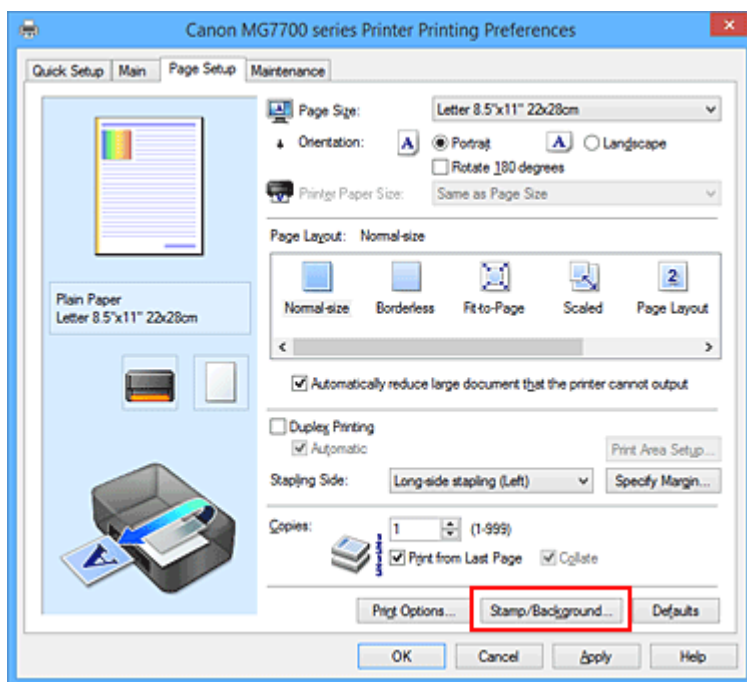 Canon MG7700 series Printer Printing Preferences
Quick Setup Main Page Setup Maintenance
Page Size: Letter 8.5"x11" 22x28cm
Orientation: A Portrait A Landscape
Rotate 180 degrees
Printer Paper Size: Same as Page Size
Page Layout: Normal-size
2
Normal-size Borderless Fit-to-Page Scaled Page Layout
Plain Paper
Letter 8.5"x11" 22x28cm
Automatically reduce large document that the printer cannot output
Duplex Printing
Automatic Print Area Setup...
Stapling Side: Long-side stapling (Left) Specify Margin...
Copies: 1 (1-999)
Print from Last Page Collate
A
Print Options... Stamp/Background... Defaults
OK Cancel Apply Help